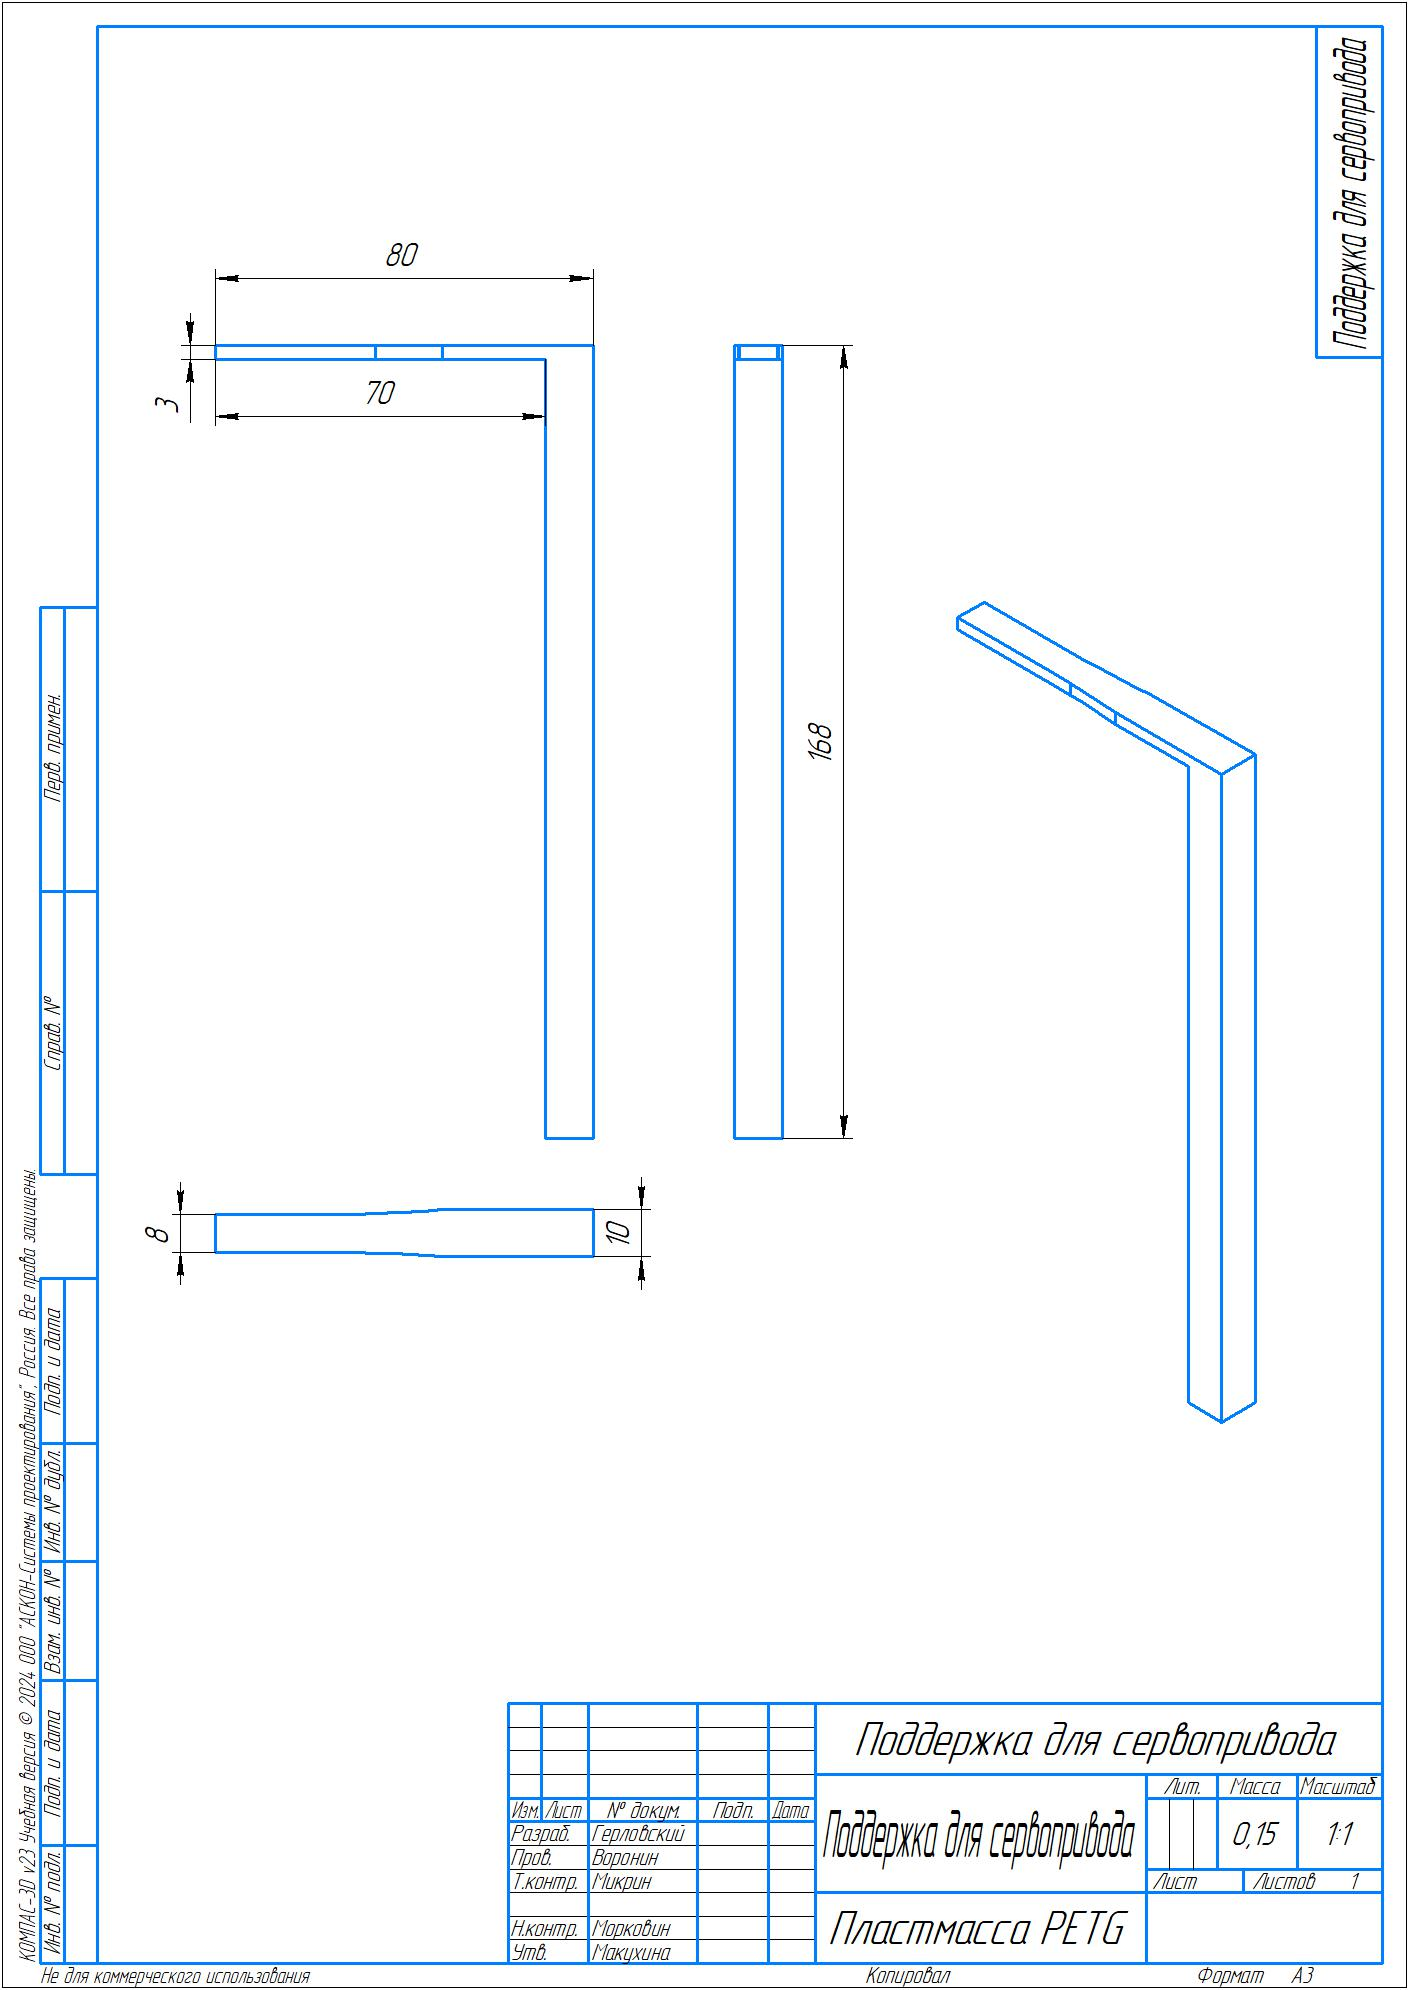 Поддержка для сервопривода
80
3
70
168
8
10
Перв. примен.
Справ. №
Подп. и дата
Инв. № дубл.
Взам. инв. №
Подп. и дата
Инв. № подл.
КОМПАС-3D v23 Учебная версия © 2024 ООО "АСКОН-Системы проектирования", Россия. Все права защищены.
Поддержка для сервопривода
Изм. Лист № докум. Подп. Дата
Разраб. Герловский
Пров. Воронин
Т.контр. Микрин
Н.контр. Морковин
Утв. Макухина
Поддержка для сервопривода
Лит. Масса Масштаб
0,15 1:1
Лист Листов 1
Пластмасса PETG
Не для коммерческого использования Копировал Формат А3